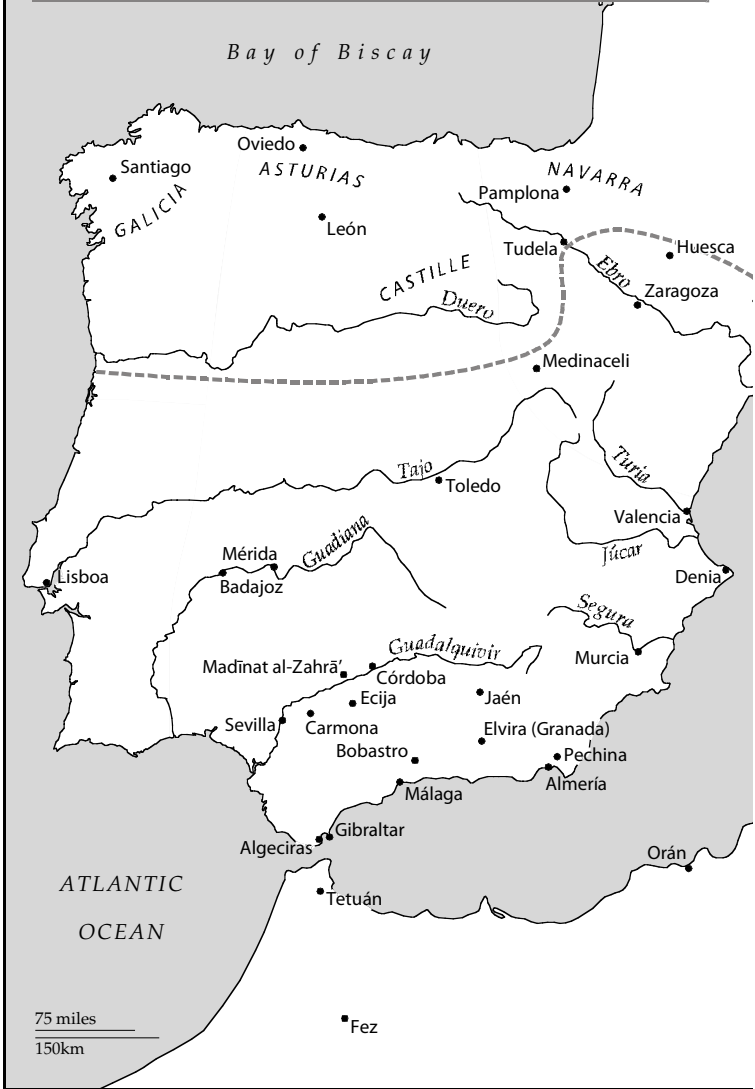 Bay of Biscay
Oviedo
Santiago
ASTURIAS
NAVARRA
Pamplona
GALICIA
León
Tudela
Huesca
Ebro
CASTILLE
Zaragoza
Duero
Medinaceli
Tajo
Turia
Toledo
Valencia
Guadiana
Mérida
Júcar
Lisboa
Badajoz
Denia
Segura
Guadalquivir
Madīnat al-Zahrā’
Murcia
Córdoba
Ecija
Jaén
Sevilla
Carmona
Elvira (Granada)
Bobastro
Pechina
Almería
Málaga
Gibraltar
Algeciras
Orán
ATLANTIC
OCEAN
Tetuán
75 miles
150km
Fez